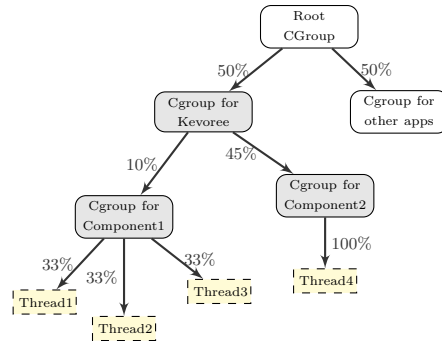 Root
CGroup
50%
50%
Cgroup for
Kevoree
Cgroup for
other apps
10%
45%
Cgroup for
Component1
Cgroup for
Component2
33%
33%
33%
100%
Thread1
Thread2
Thread3
Thread4